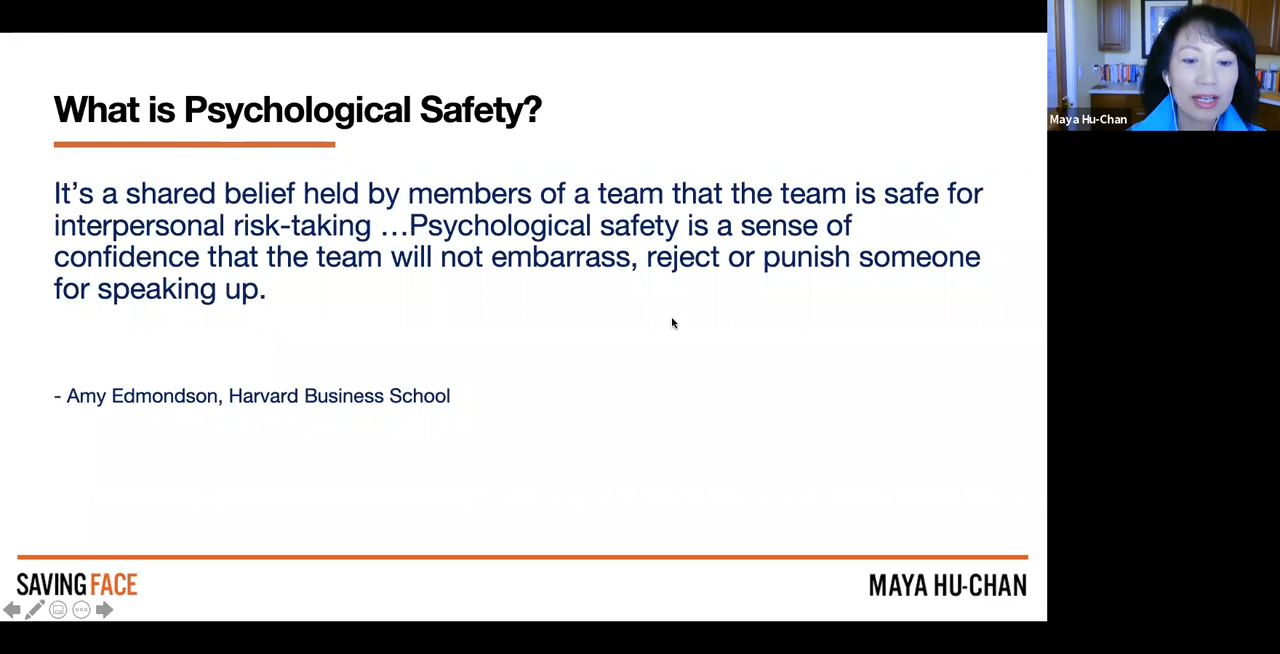 What is Psychological Safety?
It's a shared belief held by members of a team that the team is safe for
interpersonal risk-taking …Psychological safety is a sense of
confidence that the team will not embarrass, reject or punish someone
for speaking up.
- Amy Edmondson, Harvard Business School
SAVING FACE
MAYA HU-CHAN
Maya Hu-Chan